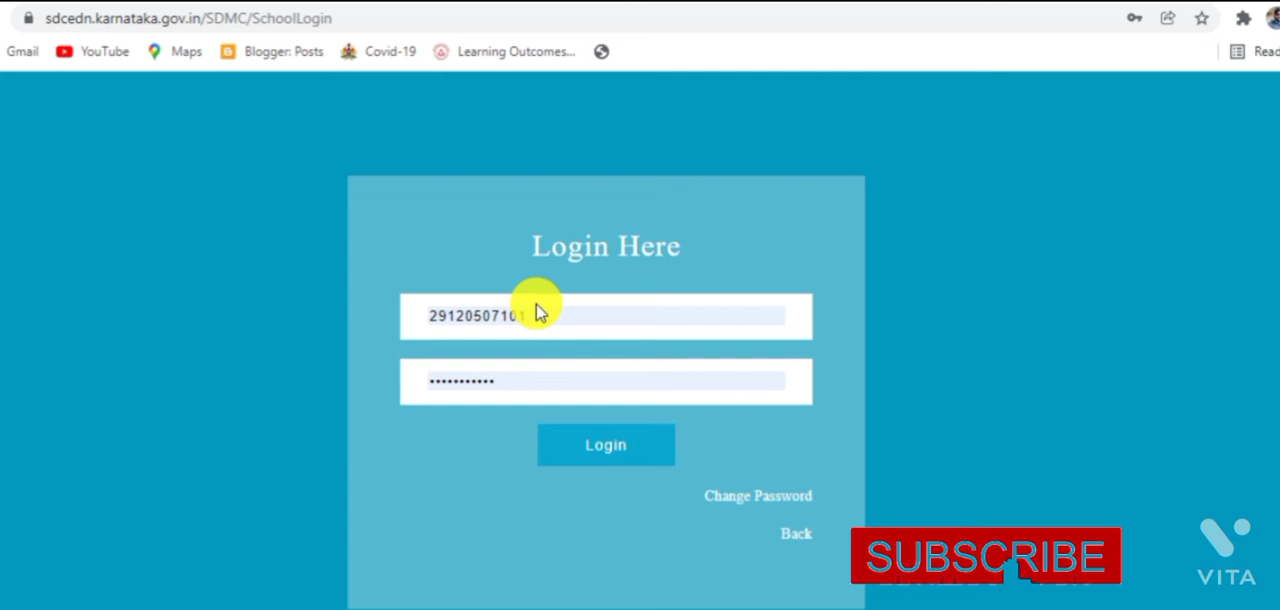 sdcedn.karnataka.gov.in/SDMC/SchoolLogin
Gmail YouTube Maps Blogger: Posts Covid-19 Learning Outcomes... Read
Login Here
29120507101
•••••••••••
Login
Change Password
Back
SUBSCRIBE
VITA